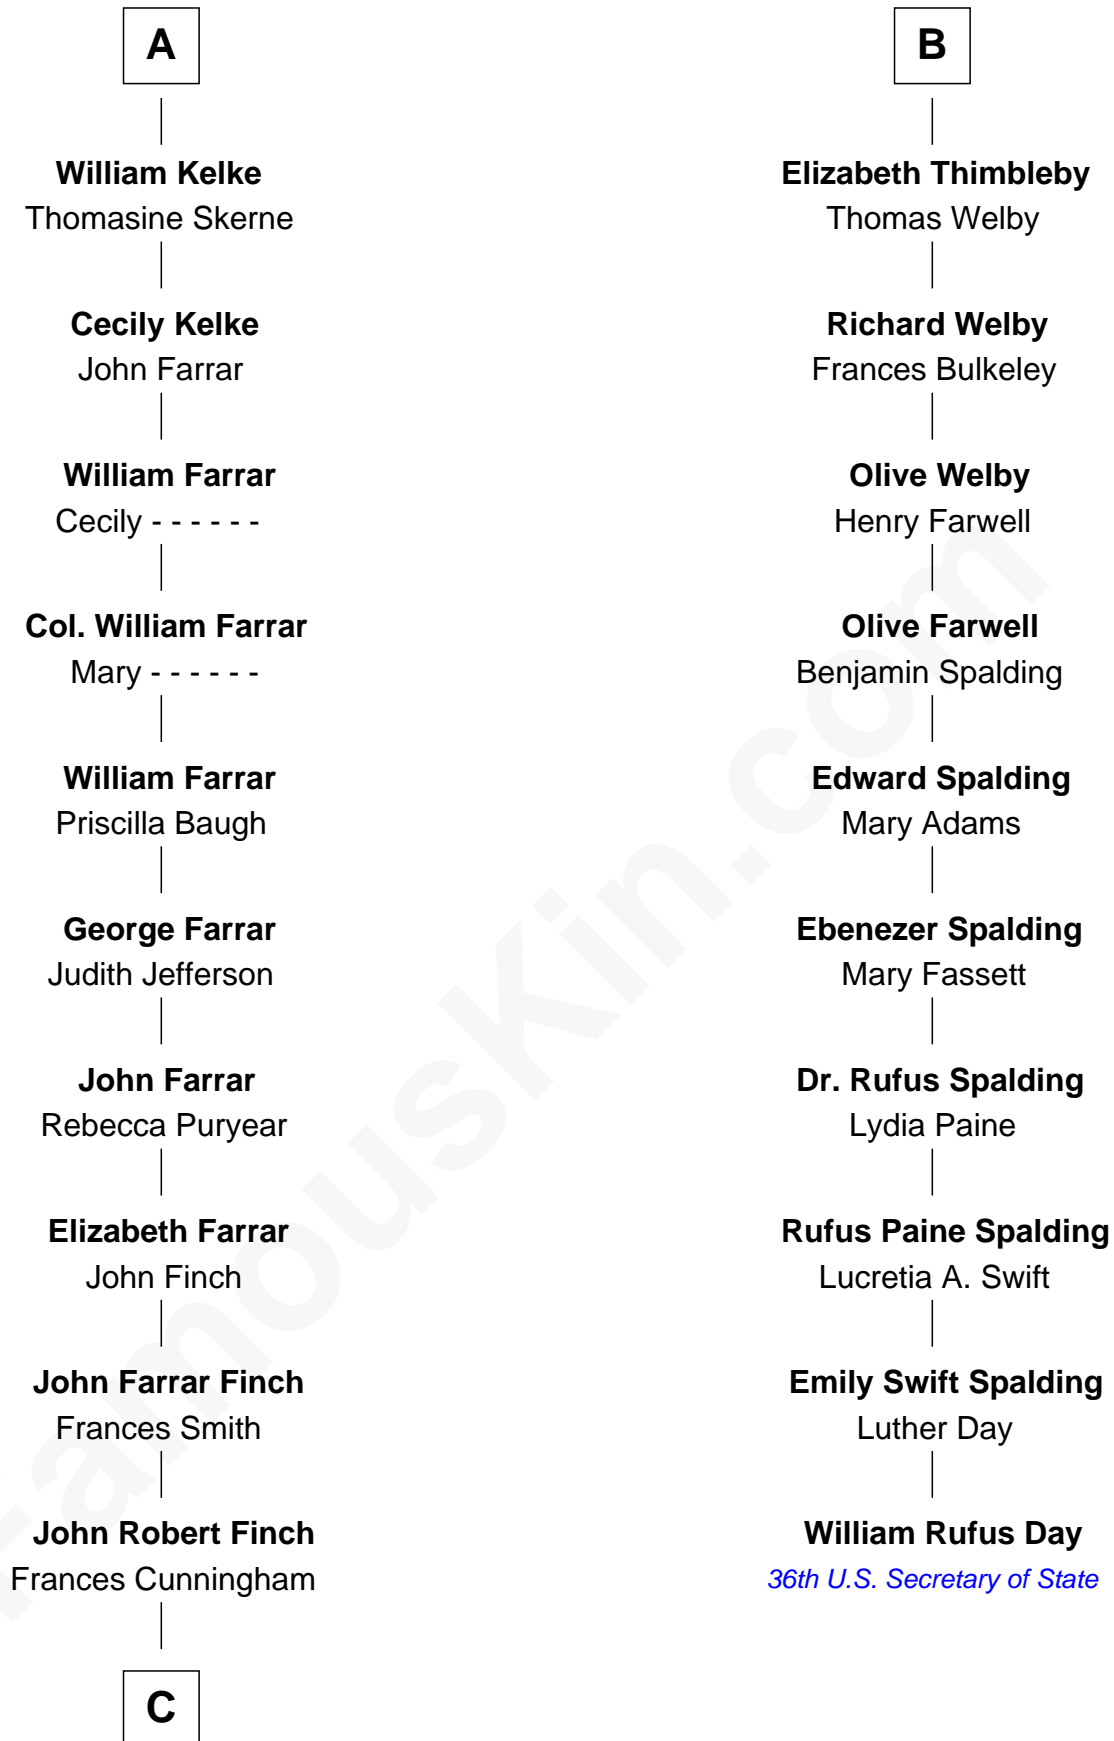 A
William Kelke
Thomasine Skerne
Cecily Kelke
John Farrar
William Farrar
Cecily - - - - - -
Col. William Farrar
Mary - - - - - -
William Farrar
Priscilla Baugh
George Farrar
Judith Jefferson
John Farrar
Rebecca Puryear
Elizabeth Farrar
John Finch
John Farrar Finch
Frances Smith
John Robert Finch
Frances Cunningham
C
B
Elizabeth Thimbleby
Thomas Welby
Richard Welby
Frances Bulkeley
Olive Welby
Henry Farwell
Olive Farwell
Benjamin Spalding
Edward Spalding
Mary Adams
Ebenezer Spalding
Mary Fassett
Dr. Rufus Spalding
Lydia Paine
Rufus Paine Spalding
Lucretia A. Swift
Emily Swift Spalding
Luther Day
William Rufus Day
36th U.S. Secretary of State
FamousKin.com